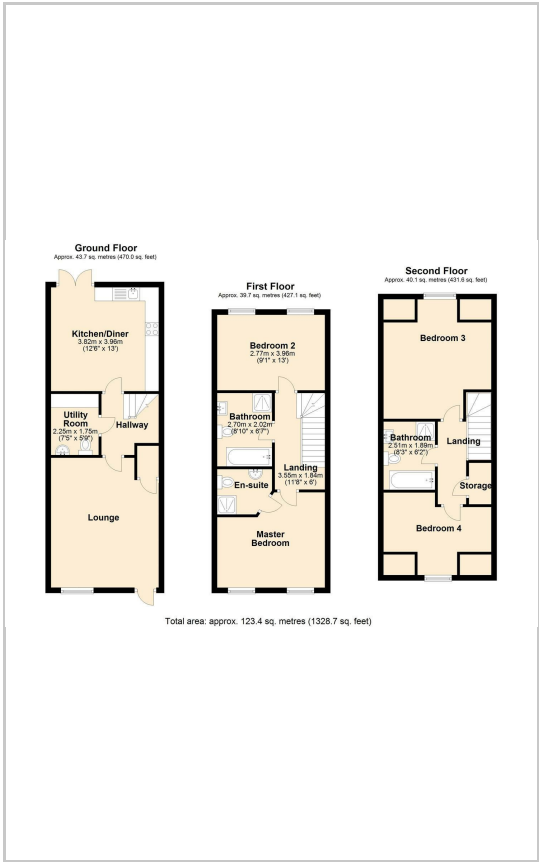 Ground Floor
Approx. 43.7 sq. metres (470.0 sq. feet)
Kitchen/Diner
3.82m x 3.96m
(12'6" x 13')
Utility
Room
2.25m x 1.75m
(7'5" x 5'9")
Hallway
Lounge
First Floor
Approx. 39.7 sq. metres (427.1 sq. feet)
Bedroom 2
2.77m x 3.96m
(9'1" x 13')
Bathroom
2.70m x 2.02m
(8'10" x 6'7")
Landing
3.55m x 1.84m
(11'8" x 6')
En-suite
Master
Bedroom
Second Floor
Approx. 40.1 sq. metres (431.6 sq. feet)
Bedroom 3
Bathroom
2.51m x 1.89m
(8'3" x 6'2")
Landing
Storage
Bedroom 4
Total area: approx. 123.4 sq. metres (1328.7 sq. feet)